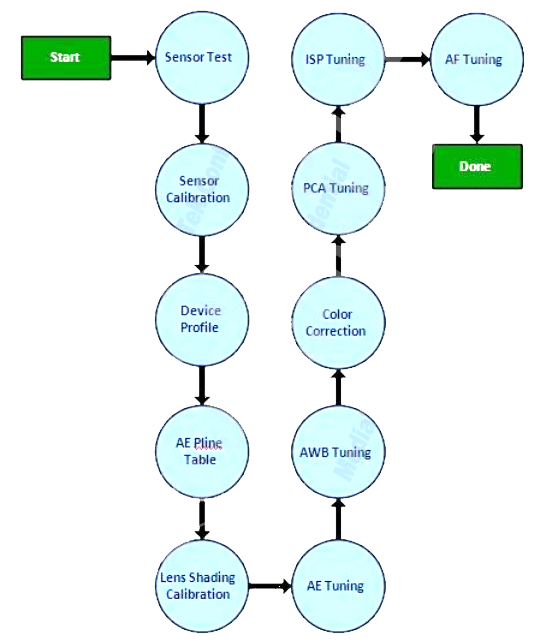 Start
Sensor Test
Sensor
Calibration
Device
Profile
AE Pline
Table
Lens Shading
Calibration
AE Tuning
AWB Tuning
Color
Correction
PCA Tuning
ISP Tuning
AF Tuning
Done